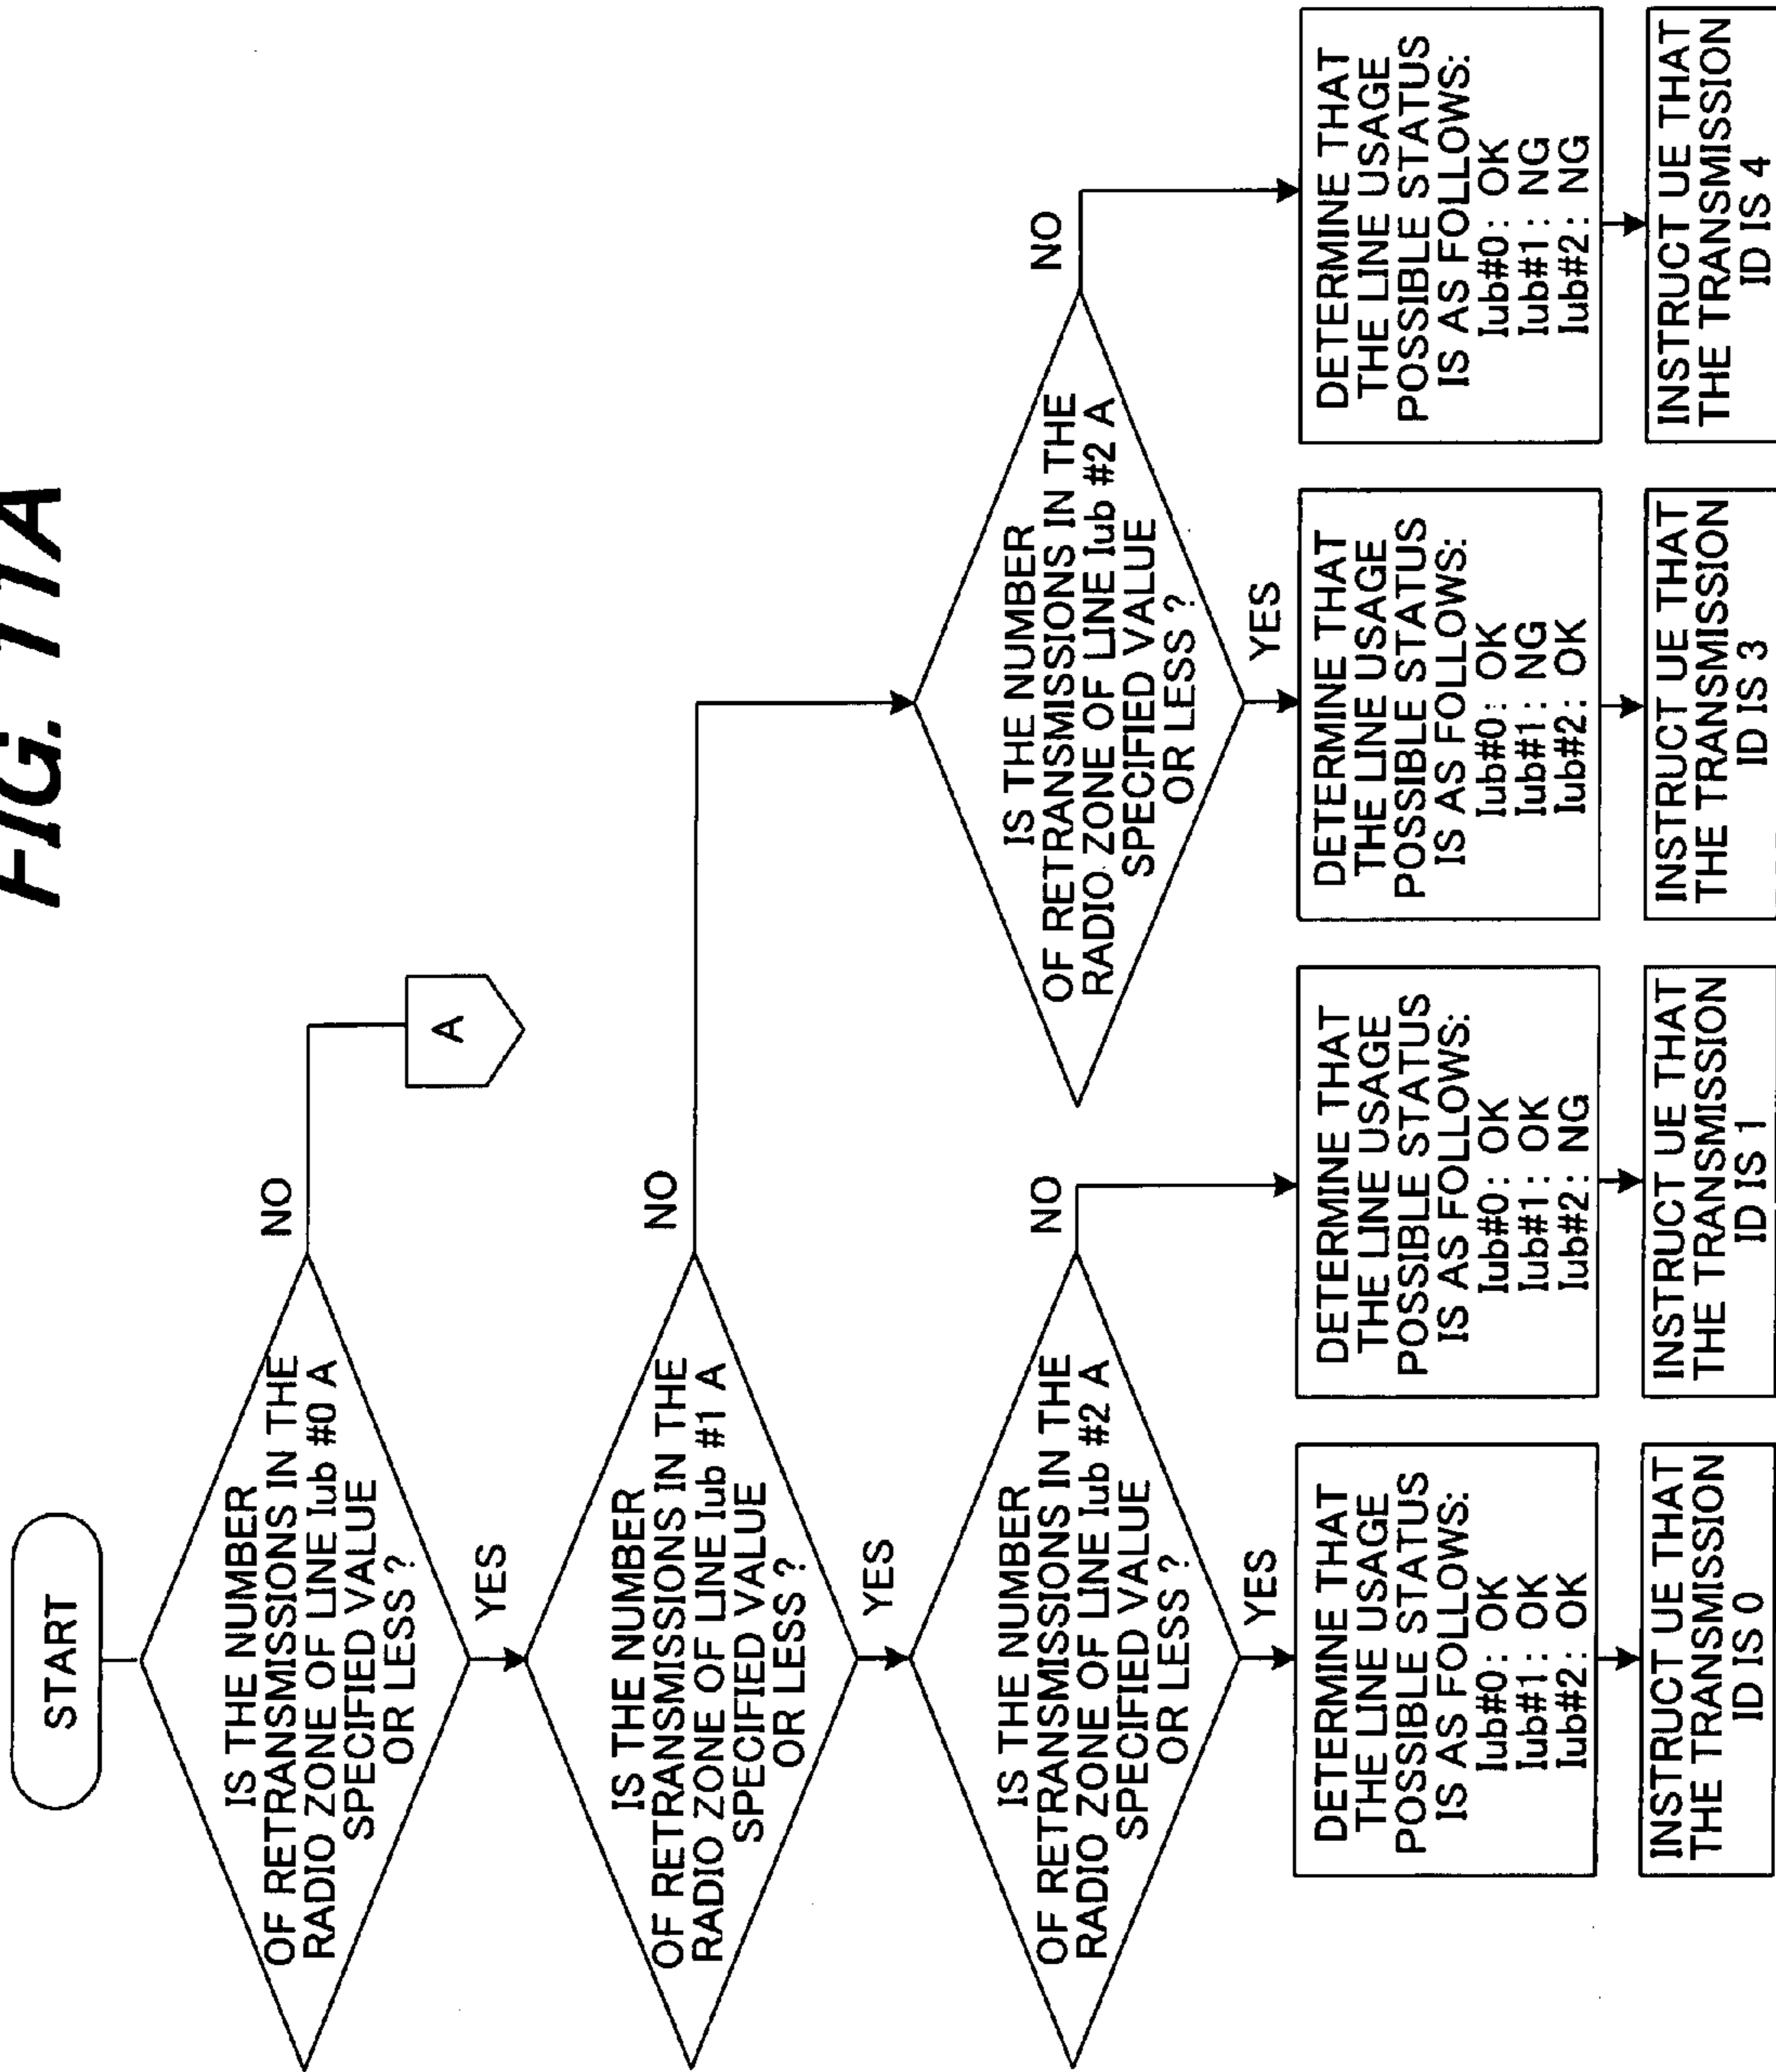 FIG. 11A
START
IS THE NUMBER
OF RETRANSMISSIONS IN THE
RADIO ZONE OF LINE Iub #0 A
SPECIFIED VALUE
OR LESS ?
NO
A
YES
IS THE NUMBER
OF RETRANSMISSIONS IN THE
RADIO ZONE OF LINE Iub #1 A
SPECIFIED VALUE
OR LESS ?
NO
YES
IS THE NUMBER
OF RETRANSMISSIONS IN THE
RADIO ZONE OF LINE Iub #2 A
SPECIFIED VALUE
OR LESS ?
NO
YES
IS THE NUMBER
OF RETRANSMISSIONS IN THE
RADIO ZONE OF LINE Iub #2 A
SPECIFIED VALUE
OR LESS ?
NO
YES
DETERMINE THAT
THE LINE USAGE
POSSIBLE STATUS
IS AS FOLLOWS:
Iub#0: OK
Iub#1: OK
Iub#2: OK
INSTRUCT UE THAT
THE TRANSMISSION
ID IS 0
DETERMINE THAT
THE LINE USAGE
POSSIBLE STATUS
IS AS FOLLOWS:
Iub#0: OK
Iub#1: OK
Iub#2: NG
INSTRUCT UE THAT
THE TRANSMISSION
ID IS 1
DETERMINE THAT
THE LINE USAGE
POSSIBLE STATUS
IS AS FOLLOWS:
Iub#0: OK
Iub#1: NG
Iub#2: OK
INSTRUCT UE THAT
THE TRANSMISSION
ID IS 3
DETERMINE THAT
THE LINE USAGE
POSSIBLE STATUS
IS AS FOLLOWS:
Iub#0: OK
Iub#1: NG
Iub#2: NG
INSTRUCT UE THAT
THE TRANSMISSION
ID IS 4